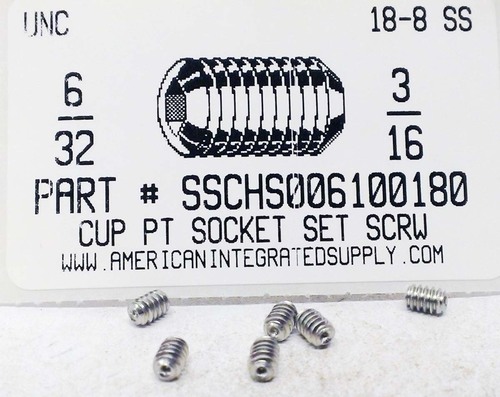 UNC 18-8 SS
6 3
32 16
PART # SSCHS006100180
CUP PT SOCKET SET SCRW
WWW.AMERICANINTEGRATEDSUPPLY.COM